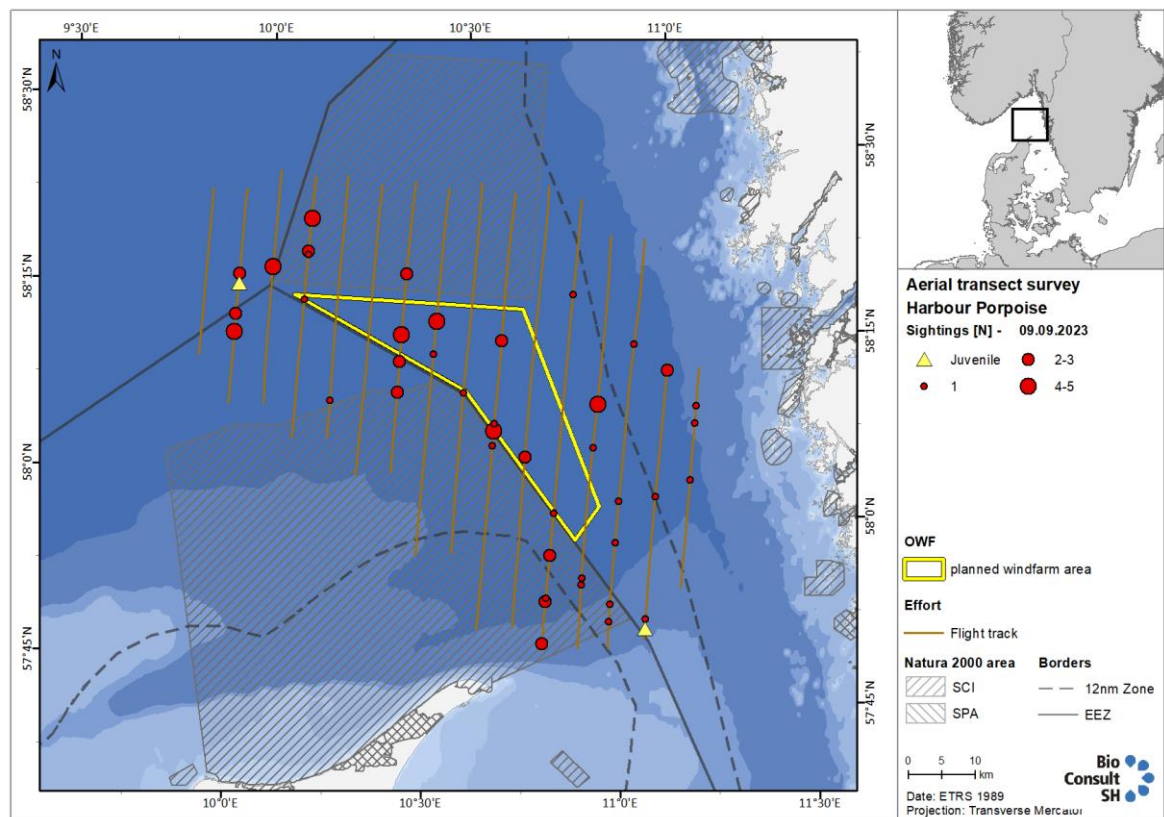 9°30'E 10°0'E 10°30'E 11°0'E
N
58°30'N
58°15'N
58°0'N
57°45'N
58°30'N
58°15'N
58°0'N
57°45'N
10°0'E 10°30'E 11°0'E 11°30'E
Aerial transect survey
Harbour Porpoise
Sightings [N] - 09.09.2023
Juvenile 2-3
1 4-5
OWF
planned windfarm area
Effort
Flight track
Natura 2000 area Borders
SCI 12nm Zone
SPA EEZ
0 5 10
km
Bio
Consult
SH
Date: ETRS 1989
Projection: Transverse Mercator